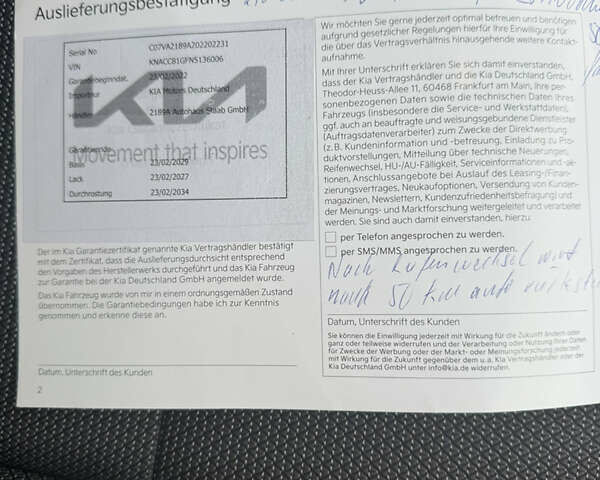 Auslieferungsbestätigung
Serial No C07VA2189A202202231
VIN KNACC81GFN5136006
Garantiebeginndat. 23/02/2022
Importeur KIA Motors Deutschland
Händler 2189A Autohaus Staab GmbH
KIA
Movement that inspires
Garantieende
Basis 23/02/2029
Lack 23/02/2027
Durchrostung 23/02/2034
Der im Kia Garantiezertifikat genannte Kia Vertragshändler bestätigt
mit dem Zertifikat, dass die Auslieferungsdurchsicht entsprechend
den Vorgaben des Herstellerwerks durchgeführt und das Kia Fahrzeug
zur Garantie bei der Kia Deutschland GmbH angemeldet wurde.
Das Kia Fahrzeug wurde von mir in einem ordnungsgemäßen Zustand
übernommen. Die Garantiebedingungen habe ich zur Kenntnis
genommen und erkenne diese an.
Datum, Unterschrift des Kunden
2
Wir möchten Sie gerne jederzeit optimal betreuen und benötigen
aufgrund gesetzlicher Regelungen hierfür Ihre Einwilligung für
die über das Vertragsverhältnis hinausgehende weitere Kontakt-
aufnahme.
Mit Ihrer Unterschrift erklären Sie sich damit einverstanden,
dass der Kia Vertragshändler und die Kia Deutschland GmbH,
Theodor-Heuss-Allee 11, 60468 Frankfurt am Main, Ihre per-
sonenbezogenen Daten sowie die technischen Daten Ihres
Fahrzeugs (insbesondere die Service- und Werkstattdaten),
ggf. auch an beauftragte und weisungsgebundene Dienstleister
(Auftragsdatenverarbeiter) zum Zwecke der Direktwerbung
(z.B. Kundeninformation und -betreuung, Einladung zu Pro-
duktvorstellungen, Mitteilung über technische Neuerungen,
Reifenwechsel, HU-/AU-Fälligkeit, Serviceinformationen und -ak-
tionen, Anschlussangebote bei Auslauf des Leasing-/Finan-
zierungsvertrages, Neukaufoptionen, Versendung von Kunden-
magazinen, Newslettern, Kundenzufriedenheitsbefragung) und
der Meinungs- und Marktforschung weitergeleitet und verarbeitet
werden. Sie sind auch damit einverstanden, hierzu:
per Telefon angesprochen zu werden.
per SMS/MMS angesprochen zu werden.
Nach wechsel wird
nach 50 km
Datum, Unterschrift des Kunden
Sie können die Einwilligung jederzeit mit Wirkung für die Zukunft ändern oder
ganz oder teilweise widerrufen und der Verarbeitung oder Nutzung Ihrer Daten
für Zwecke der Werbung oder der Markt- oder Meinungsforschung jederzeit
mit Wirkung für die Zukunft gegenüber dem u.a. Kia Vertragshändler oder der
Kia Deutschland GmbH unter info@kia.de widerrufen.